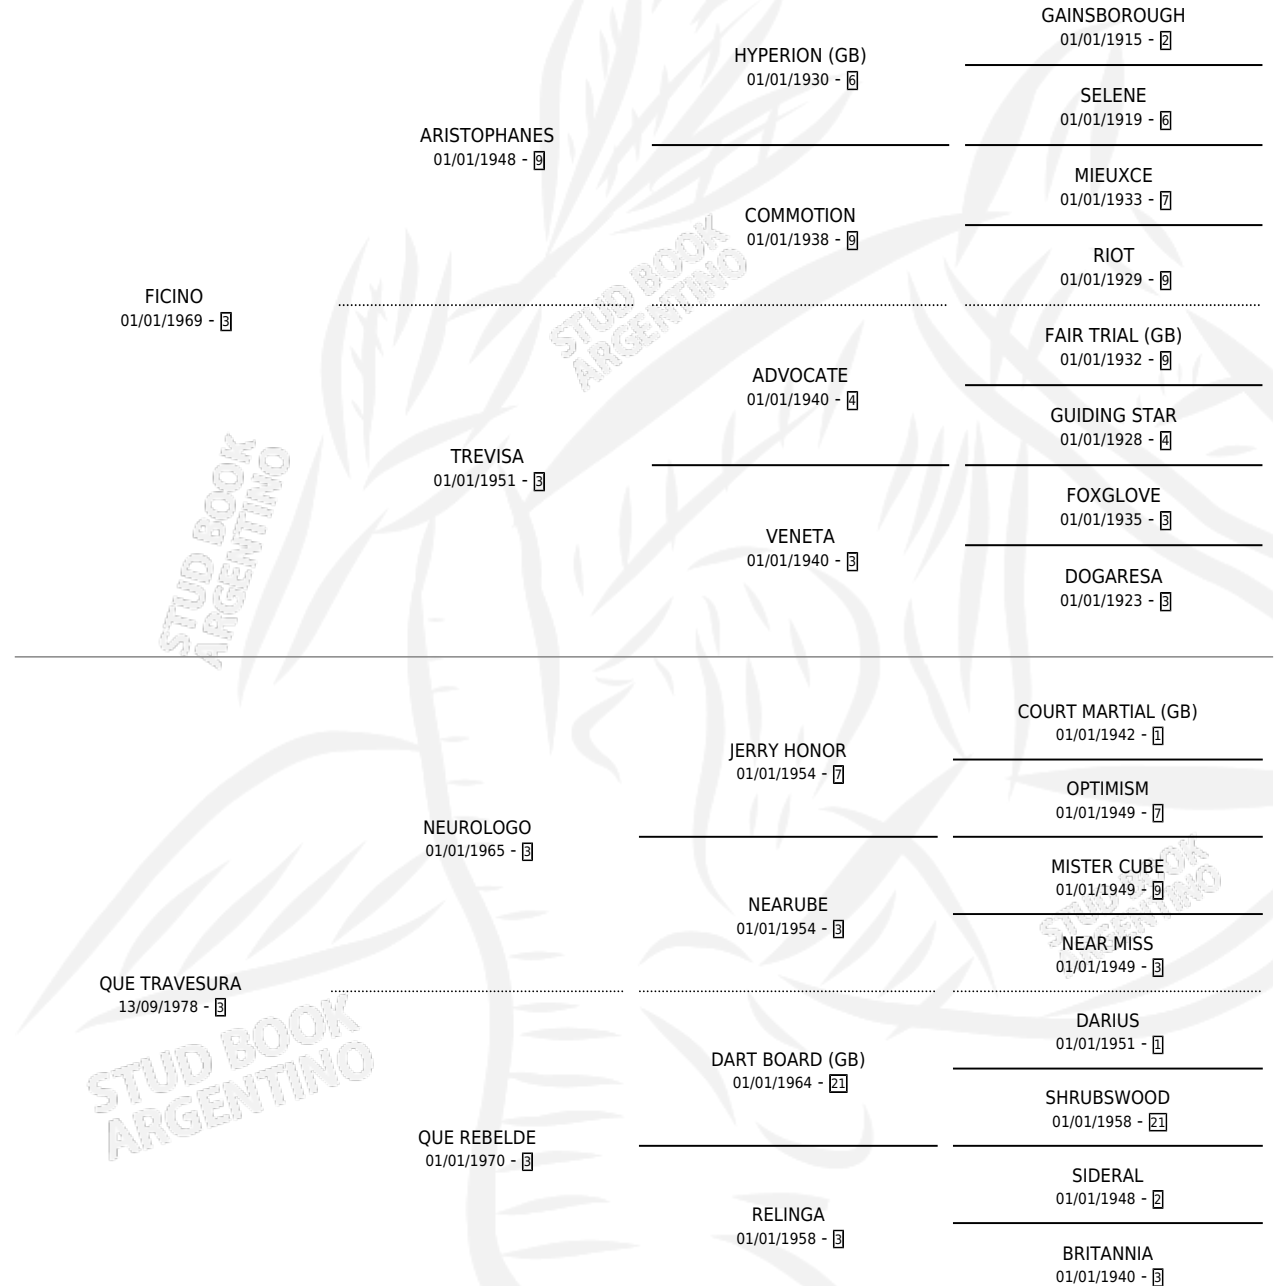 GAINSBOROUGH
01/01/1915 - 2
HYPERION (GB)
01/01/1930 - 6
SELENE
01/01/1919 - 6
ARISTOPHANES
01/01/1948 - 9
MIEUXCE
01/01/1933 - 7
COMMOTION
01/01/1938 - 9
RIOT
01/01/1929 - 9
FICINO
01/01/1969 - 3
FAIR TRIAL (GB)
01/01/1932 - 9
ADVOCATE
01/01/1940 - 4
GUIDING STAR
01/01/1928 - 4
TREVISA
01/01/1951 - 3
FOXGLOVE
01/01/1935 - 3
VENETA
01/01/1940 - 3
DOGARESA
01/01/1923 - 3
COURT MARTIAL (GB)
01/01/1942 - 1
JERRY HONOR
01/01/1954 - 7
OPTIMISM
01/01/1949 - 7
NEUROLOGO
01/01/1965 - 3
MISTER CUBE
01/01/1949 - 9
NEARUBE
01/01/1954 - 3
NEAR MISS
01/01/1949 - 3
QUE TRAVESURA
13/09/1978 - 3
DARIUS
01/01/1951 - 1
DART BOARD (GB)
01/01/1964 - 21
SHRUBSWOOD
01/01/1958 - 21
QUE REBELDE
01/01/1970 - 3
SIDERAL
01/01/1948 - 2
RELINGA
01/01/1958 - 3
BRITANNIA
01/01/1940 - 3
STUD BOOK
ARGENTINO
STUD BOOK
ARGENTINO
STUD BOOK
ARGENTINO
STUD BOOK
ARGENTINO